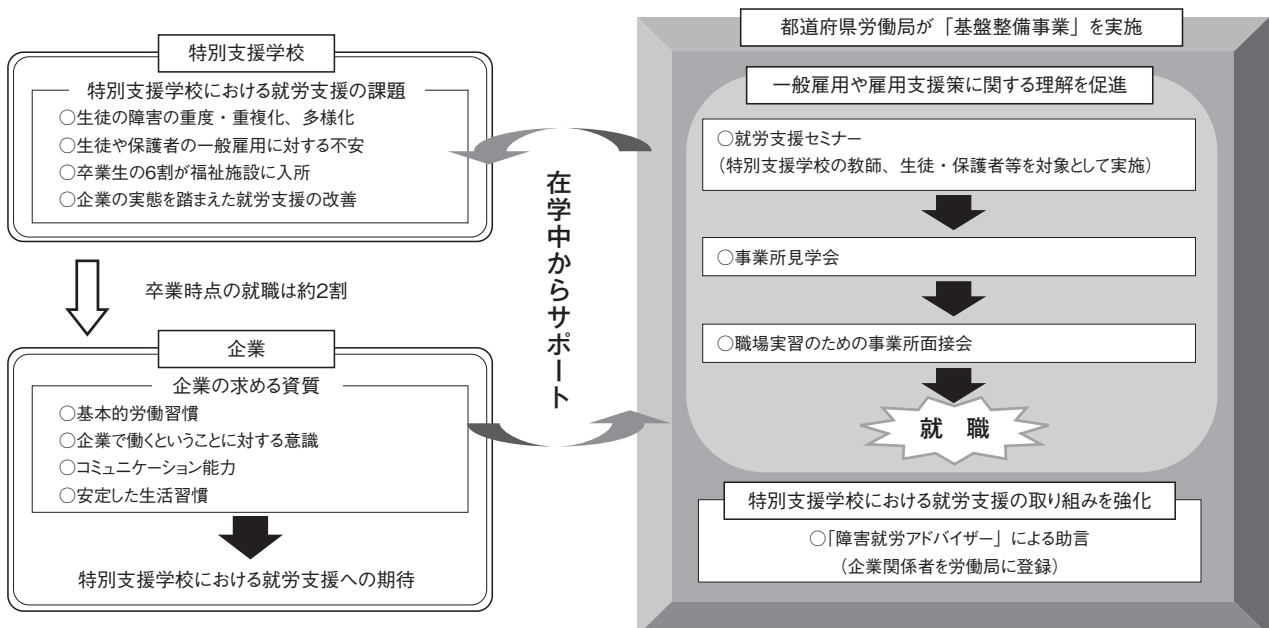 特別支援学校
特別支援学校における就労支援の課題
○生徒の障害の重度・重複化、多様化
○生徒や保護者の一般雇用に対する不安
○卒業生の6割が福祉施設に入所
○企業の実態を踏まえた就労支援の改善
卒業時点の就職は約2割
企業
企業の求める資質
○基本的労働習慣
○企業で働くということに対する意識
○コミュニケーション能力
○安定した生活習慣
特別支援学校における就労支援への期待
在学中からサポート
都道府県労働局が「基盤整備事業」を実施
一般雇用や雇用支援策に関する理解を促進
○就労支援セミナー
(特別支援学校の教師、生徒・保護者等を対象として実施)
○事業所見学会
○職場実習のための事業所面接会
就 職
特別支援学校における就労支援の取り組みを強化
○「障害就労アドバイザー」による助言
(企業関係者を労働局に登録)